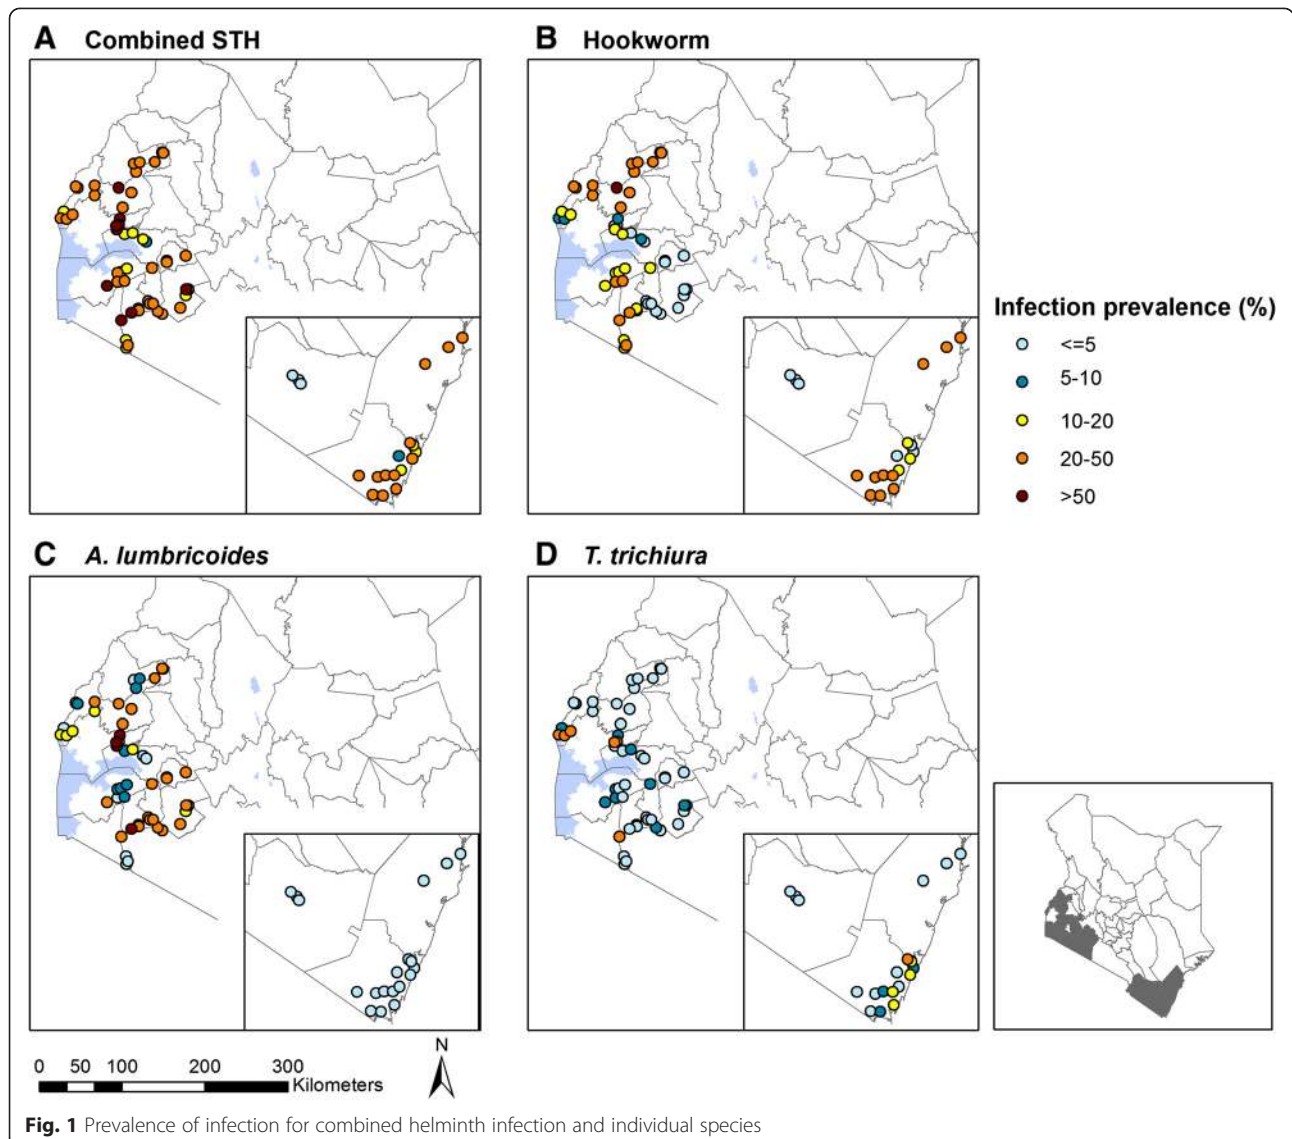 A Combined STH
B Hookworm
Infection prevalence (%)
<=5
5-10
10-20
20-50
>50
C A. lumbricoides
D T. trichiura
0 50 100 200 300
Kilometers
N
Fig. 1 Prevalence of infection for combined helminth infection and individual species